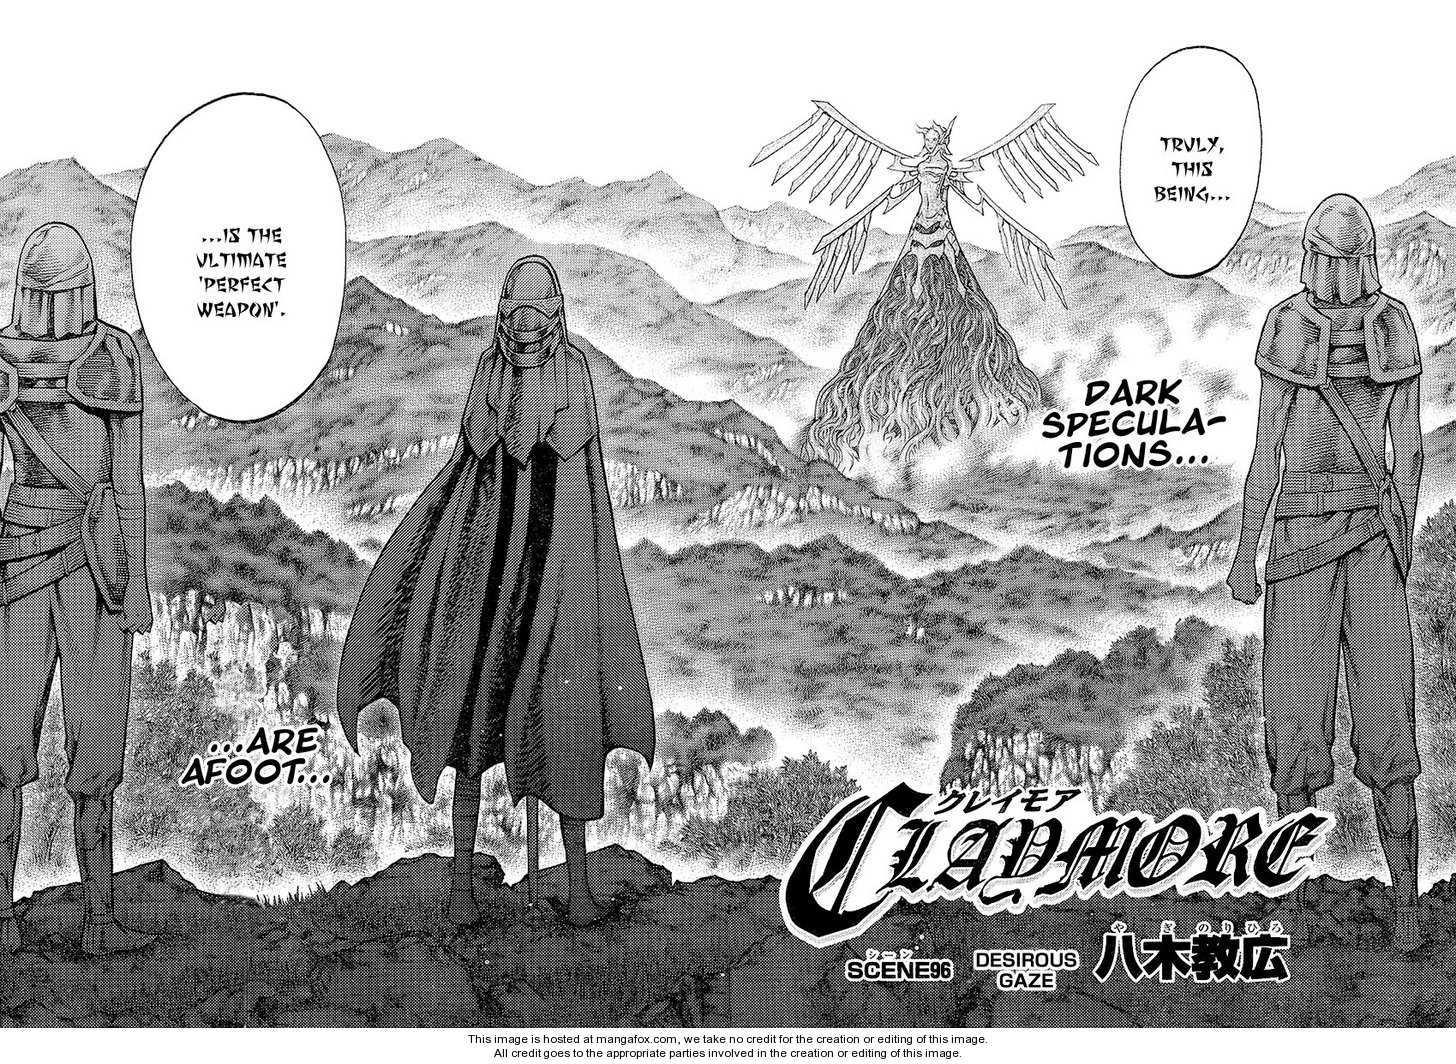 TRULY,
THIS
BEING...
...IS THE
ULTIMATE
'PERFECT
WEAPON'.
DARK
SPECULA-
TIONS...
...ARE
AFOOT...
クレイモア
CLAYMORE
シーン
SCENE96
DESIROUS
GAZE
やぎのりひろ
八木教広
This image is hosted at mangafox.com, we take no credit for the creation or editing of this image.
All credit goes to the appropriate parties involved in the creation or editing of this image.